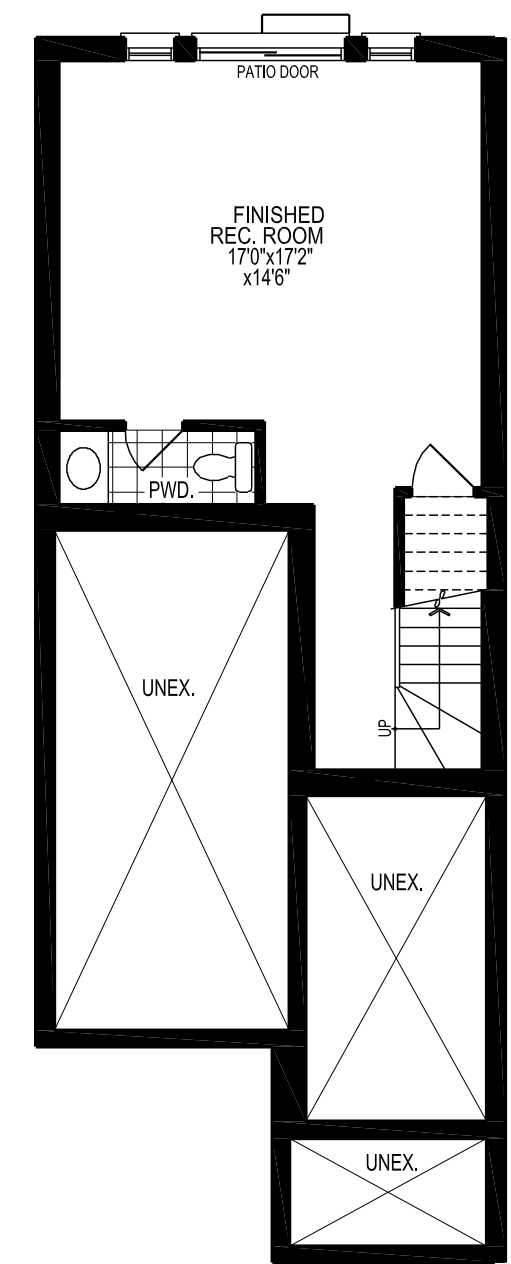 PATIO DOOR
FINISHED
REC. ROOM
17'0"x17'2"
x14'6"
PWD.
UNEX.
UP
UNEX.
UNEX.